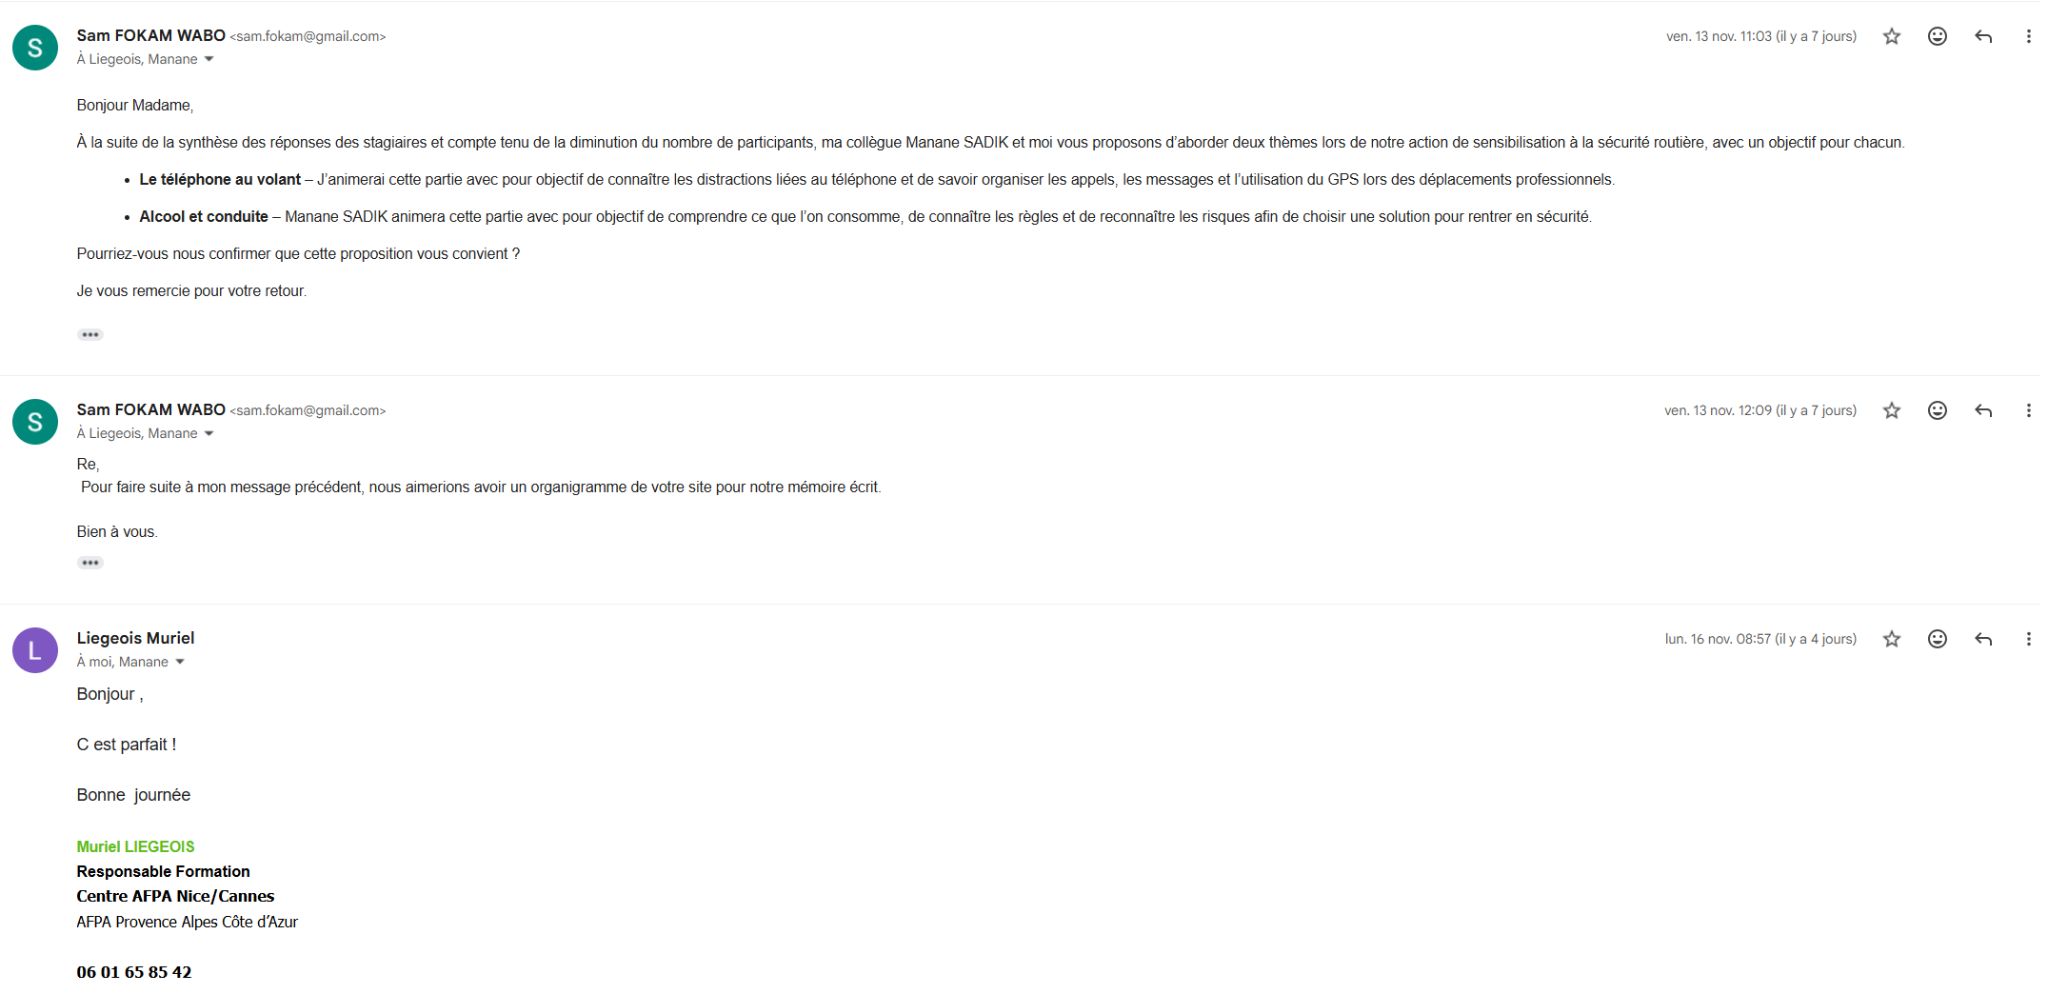 Sam FOKAM WABO <sam.fokam@gmail.com>
ven. 13 nov. 11:03 (il y a 7 jours)
À Liegeois, Manane
S
Bonjour Madame,
À la suite de la synthèse des réponses des stagiaires et compte tenu de la diminution du nombre de participants, ma collègue Manane SADIK et moi vous proposons d’aborder deux thèmes lors de notre action de sensibilisation à la sécurité routière, avec un objectif pour chacun.
• Le téléphone au volant – J’animerai cette partie avec pour objectif de connaître les distractions liées au téléphone et de savoir organiser les appels, les messages et l’utilisation du GPS lors des déplacements professionnels.
• Alcool et conduite – Manane SADIK animera cette partie avec pour objectif de comprendre ce que l’on consomme, de connaître les règles et de reconnaître les risques afin de choisir une solution pour rentrer en sécurité.
Pourriez-vous nous confirmer que cette proposition vous convient ?
Je vous remercie pour votre retour.
Sam FOKAM WABO <sam.fokam@gmail.com>
ven. 13 nov. 12:09 (il y a 7 jours)
À Liegeois, Manane
S
Re,
Pour faire suite à mon message précédent, nous aimerions avoir un organigramme de votre site pour notre mémoire écrit.
Bien à vous.
Liegeois Muriel
lun. 16 nov. 08:57 (il y a 4 jours)
À moi, Manane
L
Bonjour ,
C est parfait !
Bonne  journée
Muriel LIEGEOIS
Responsable Formation
Centre AFPA Nice/Cannes
AFPA Provence Alpes Côte d’Azur
06 01 65 85 42